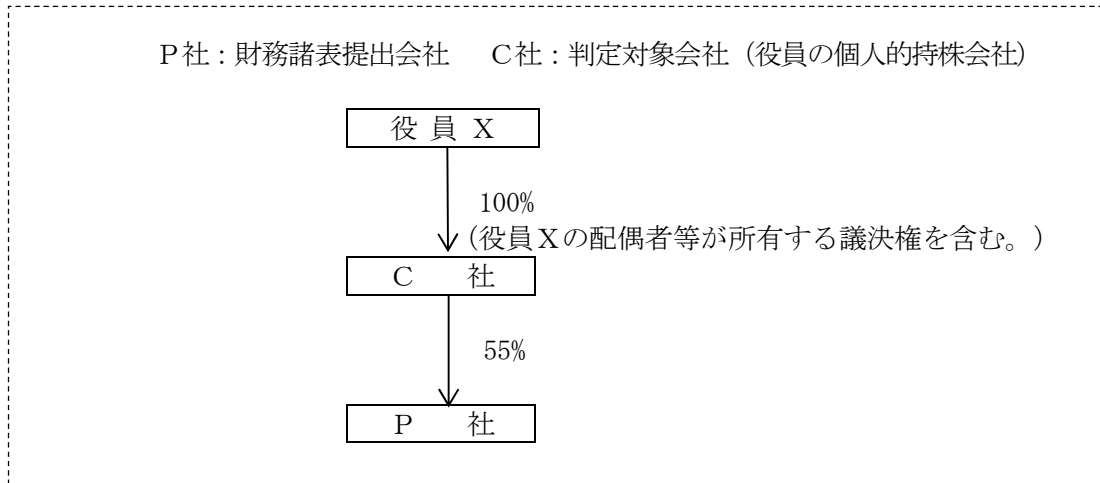 P社:財務諸表提出会社 C社:判定対象会社(役員の個人的持株会社)
役 員 X
100%
(役員Xの配偶者等が所有する議決権を含む。)
C 社
55%
P 社